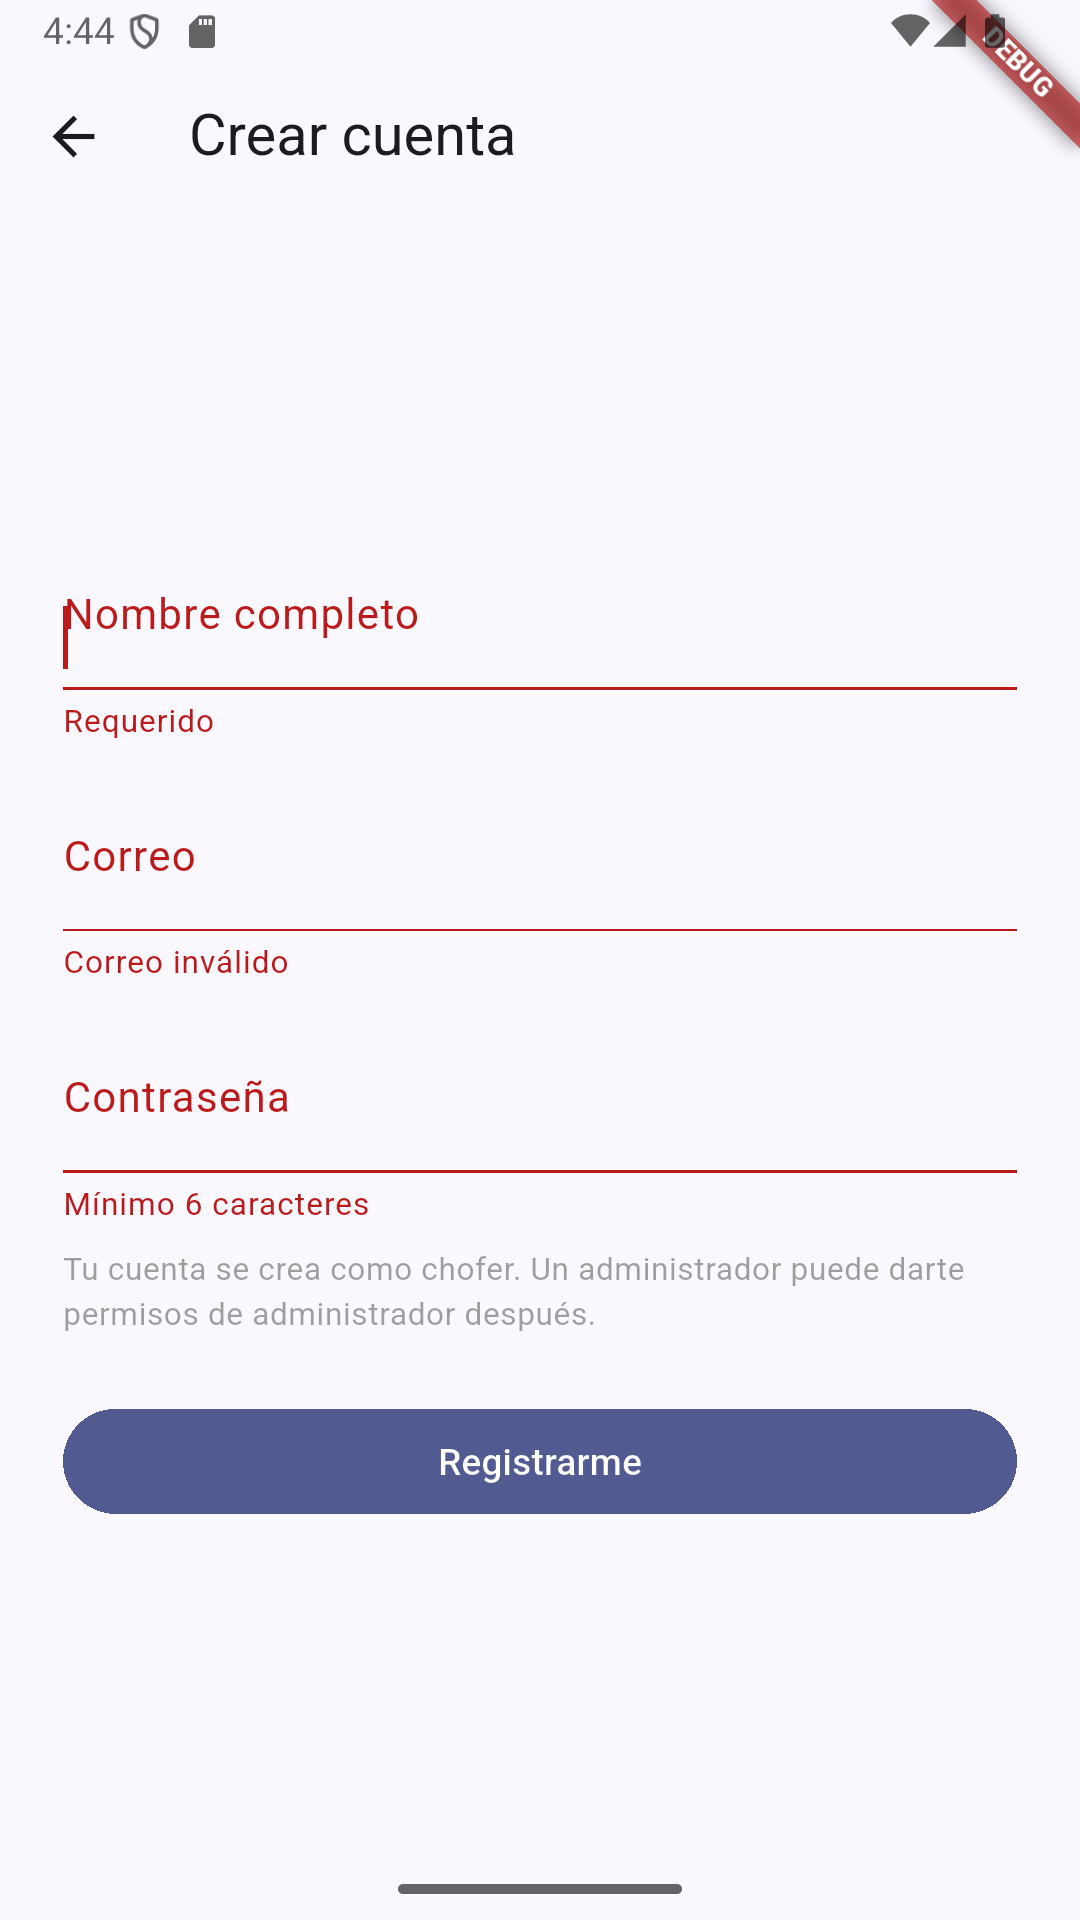 4:44
DEBUG
Crear cuenta
Nombre completo
Requerido
Correo
Correo inválido
Contraseña
Mínimo 6 caracteres
Tu cuenta se crea como chofer. Un administrador puede darte
permisos de administrador después.
Registrarme